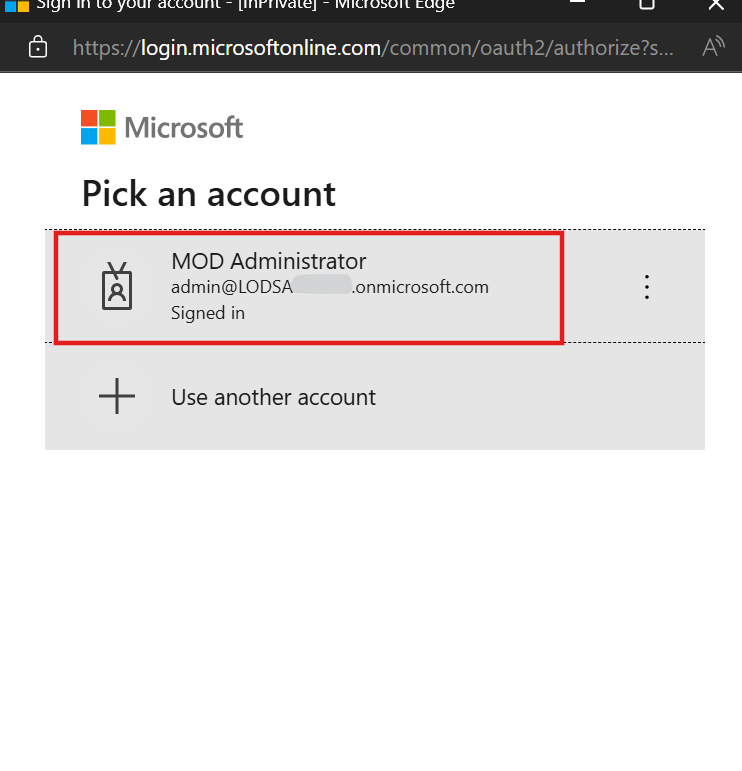 Sign in to your account - [InPrivate] - Microsoft Edge
https://login.microsoftonline.com/common/oauth2/authorize?s...
A
Microsoft
Pick an account
MOD Administrator
admin@LODSA .onmicrosoft.com
Signed in
Use another account